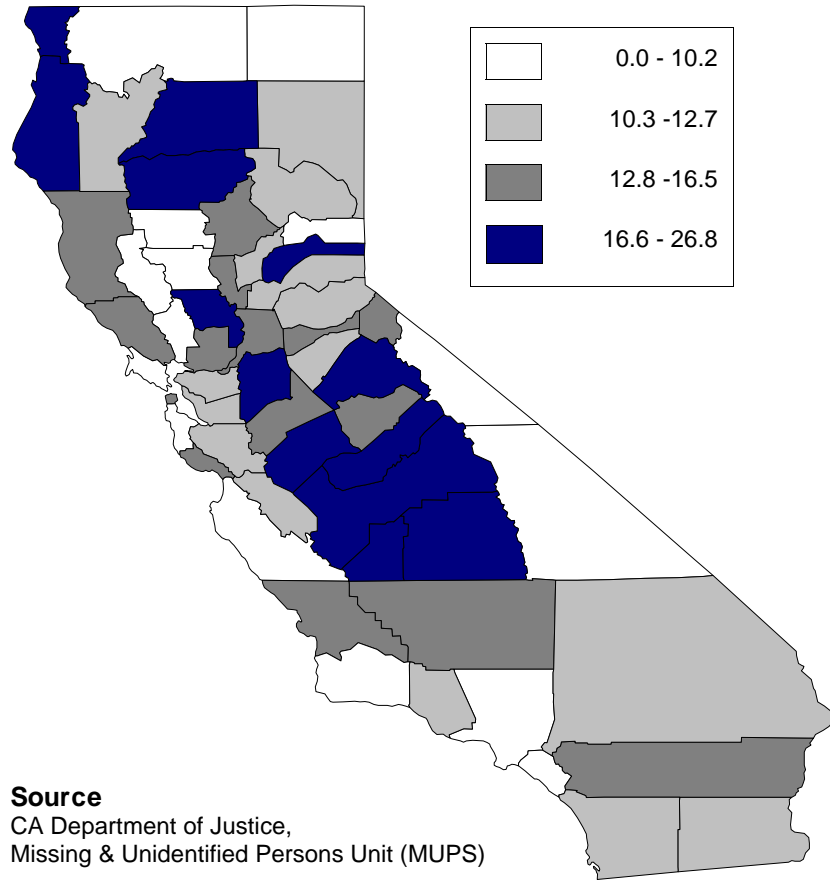 0.0 - 10.2
10.3 -12.7
12.8 -16.5
16.6 - 26.8
Source
CA Department of Justice,
Missing & Unidentified Persons Unit (MUPS)